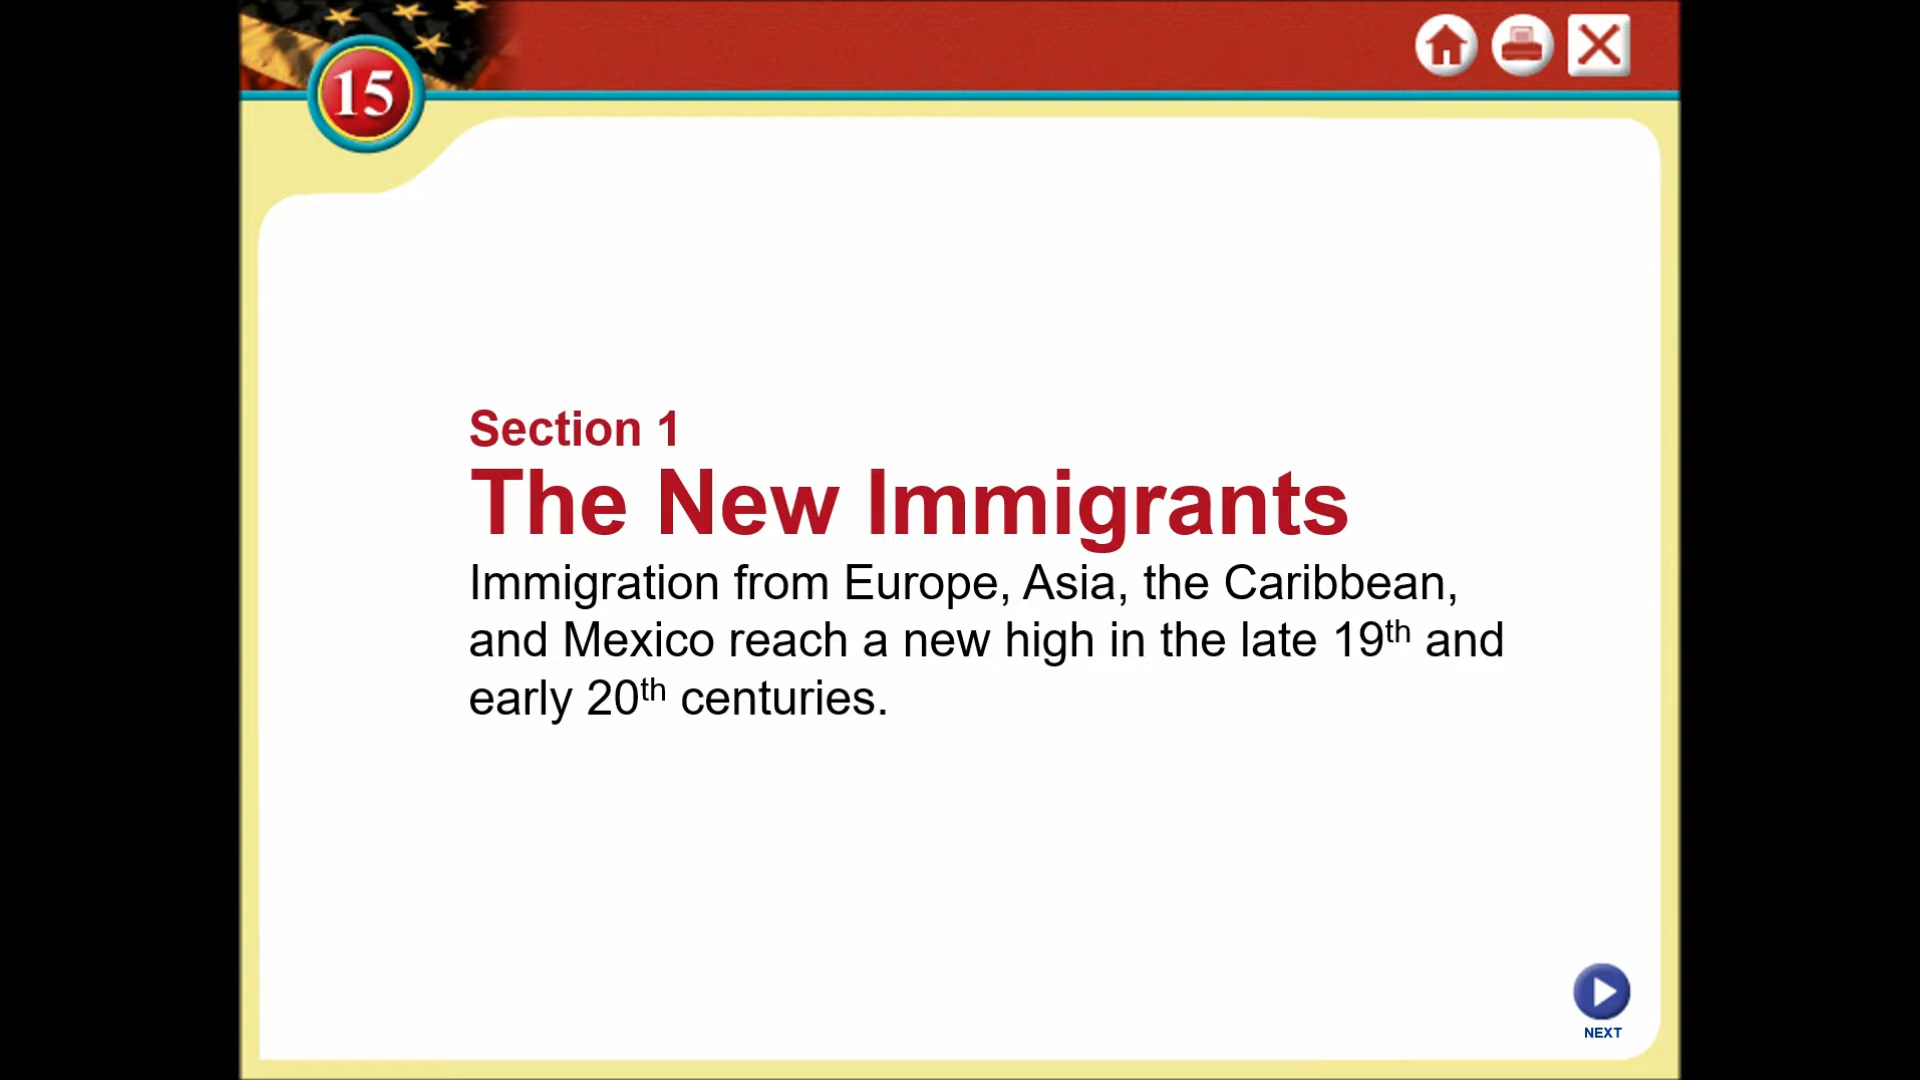 15
Section 1
The New Immigrants
Immigration from Europe, Asia, the Caribbean,
and Mexico reach a new high in the late 19th and
early 20th centuries.
NEXT